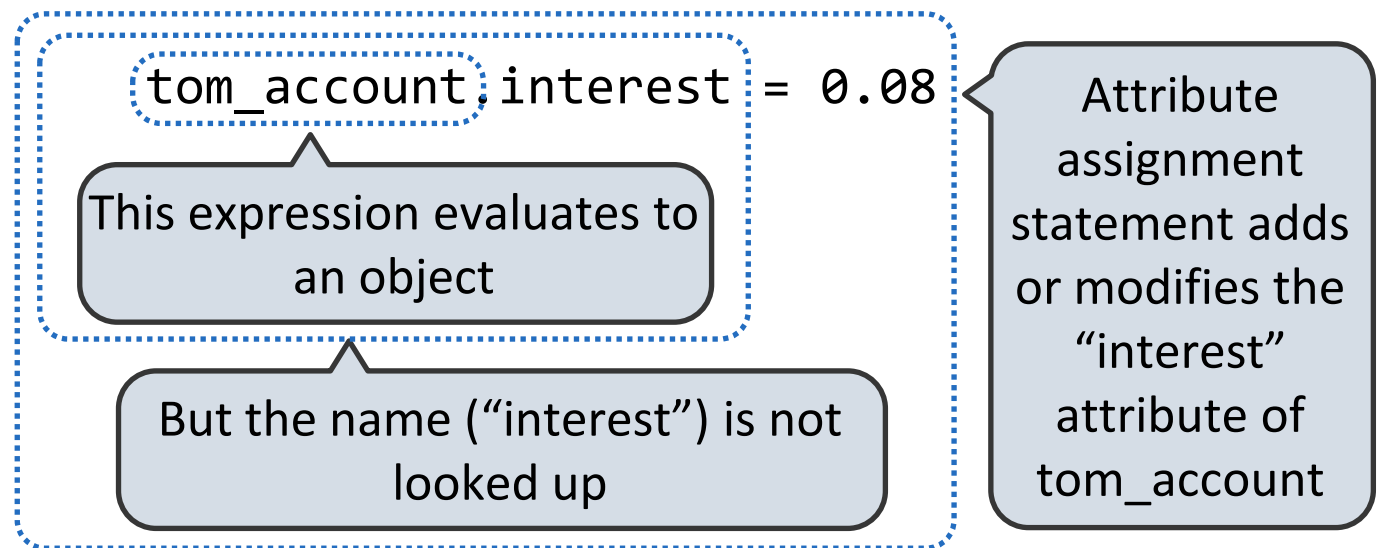 tom_account.interest = 0.08
This expression evaluates to
an object
But the name (“interest”) is not
looked up
Attribute
assignment
statement adds
or modifies the
“interest”
attribute of
tom_account